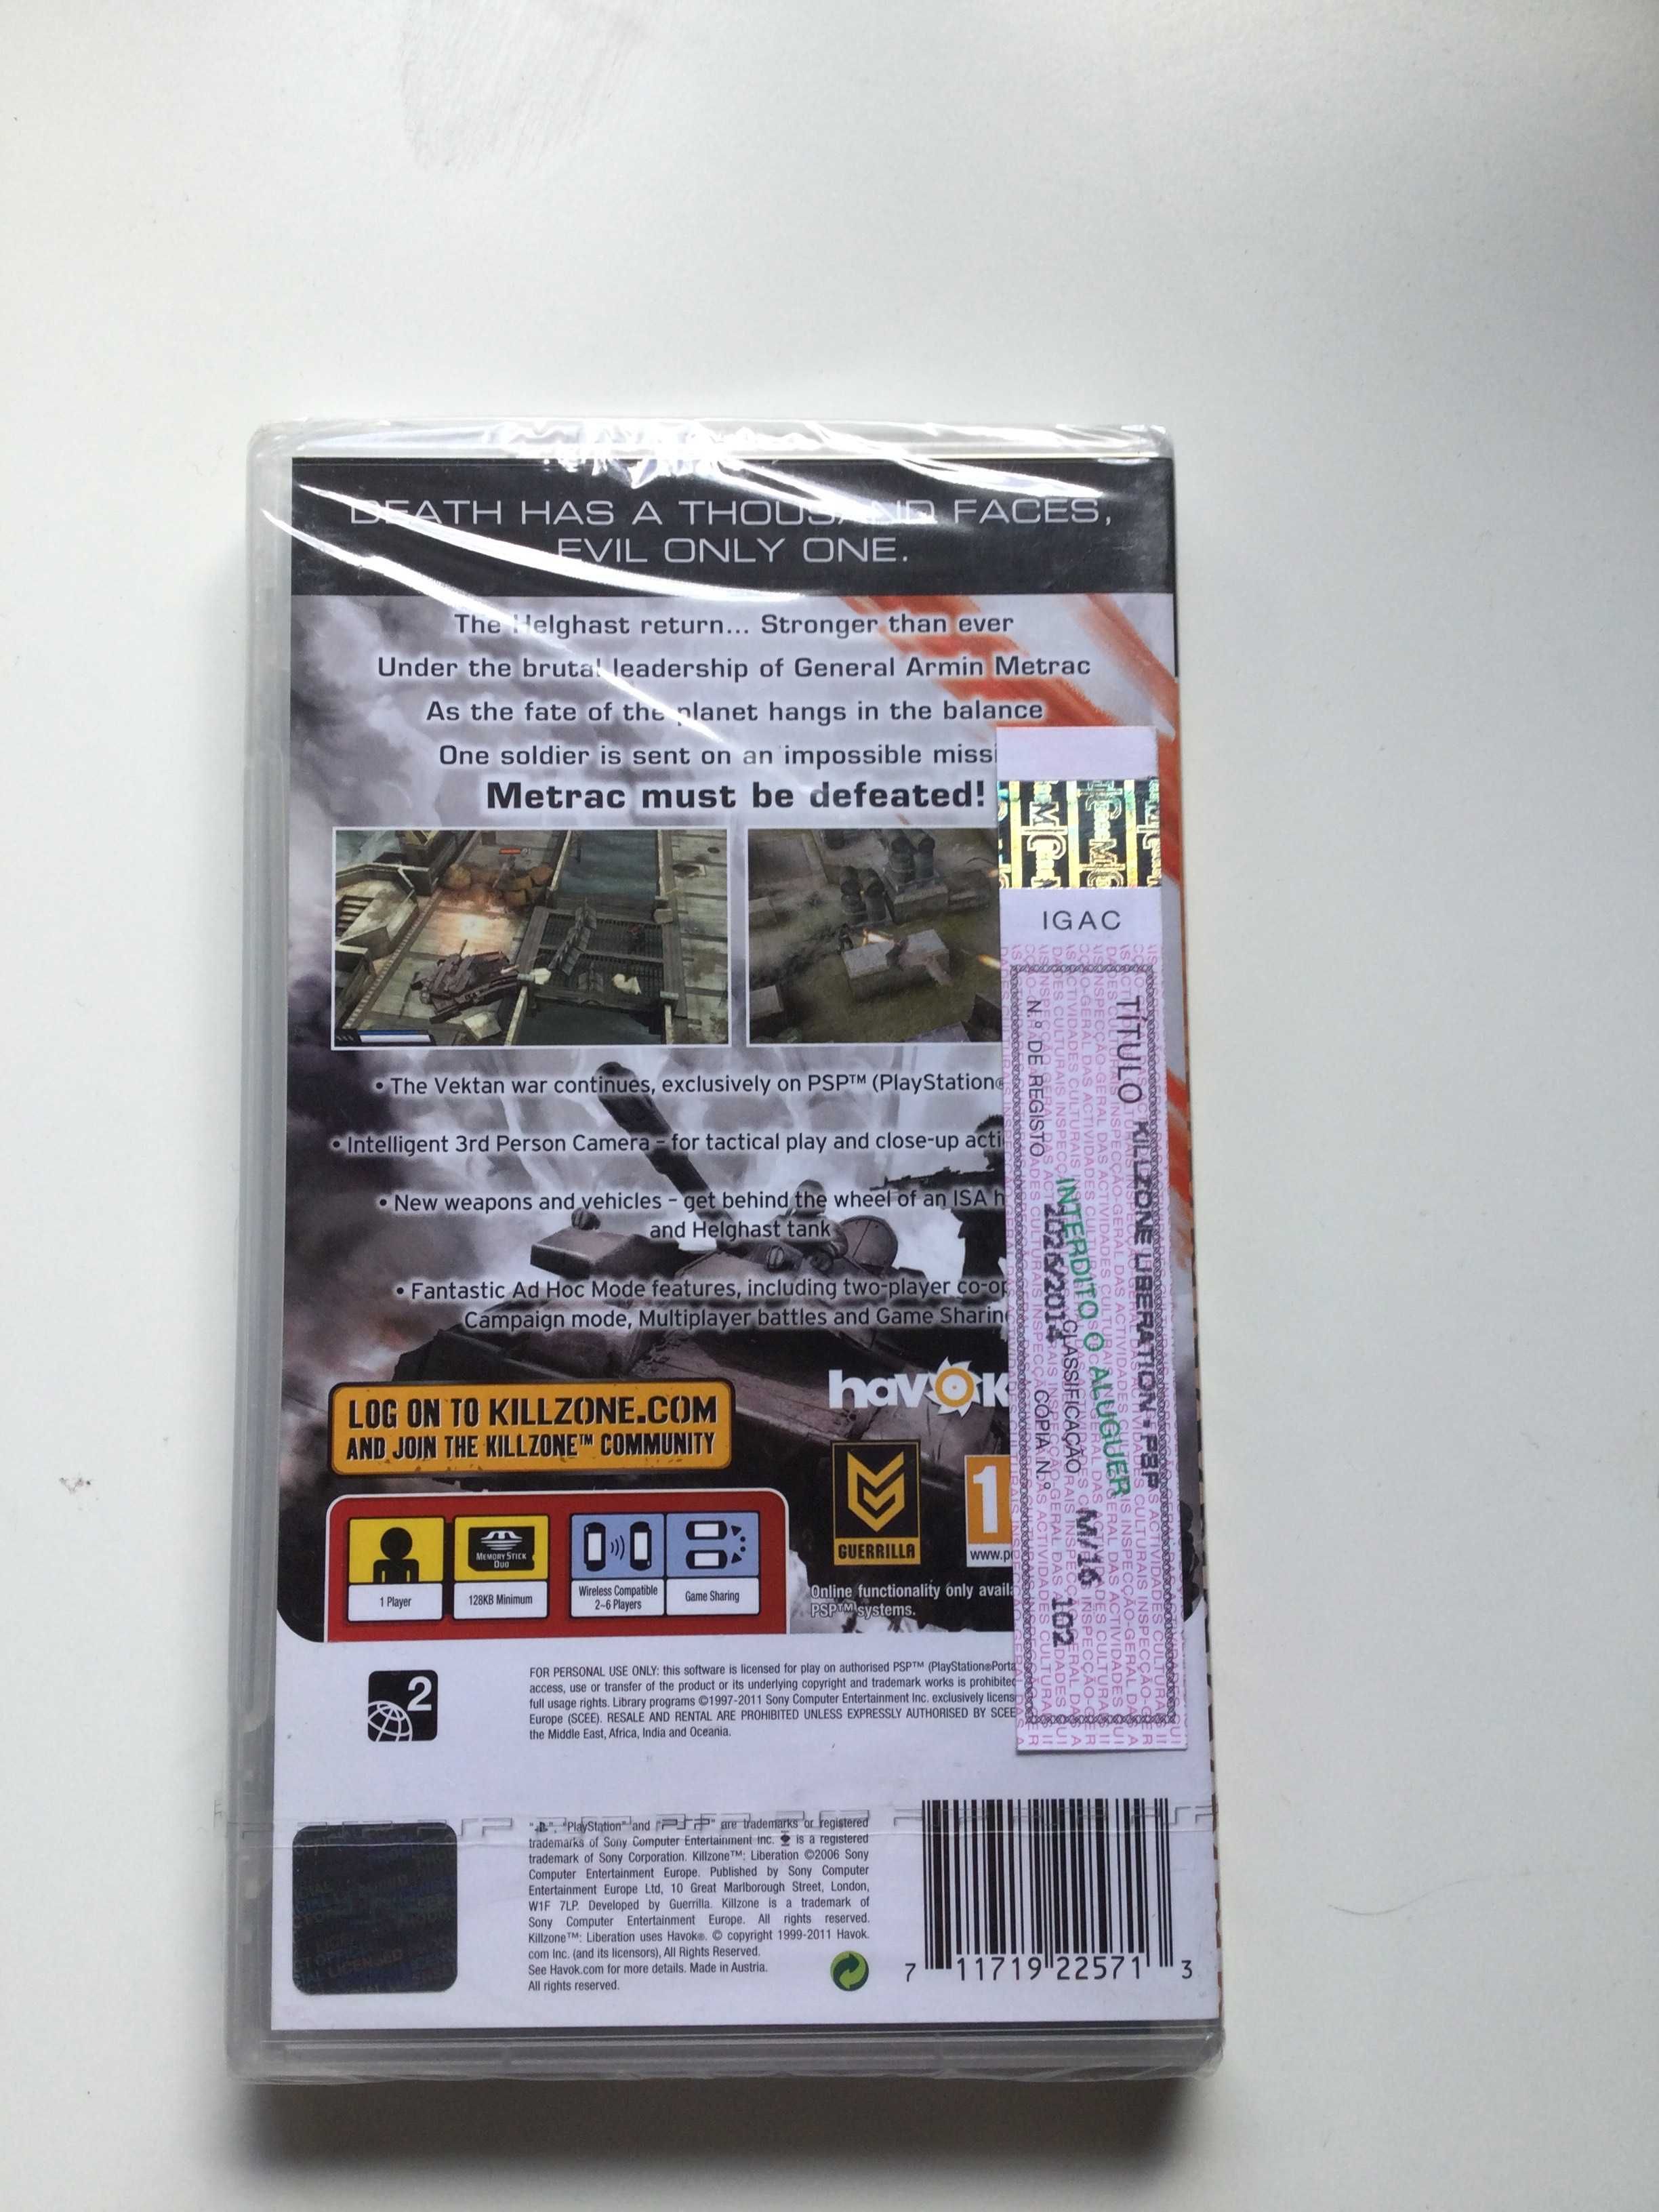 DEATH HAS A THOUSAND FACES,
EVIL ONLY ONE.
The Helghast return... Stronger than ever
Under the brutal leadership of General Armin Metrac
As the fate of the planet hangs in the balance
One soldier is sent on an impossible missi
Metrac must be defeated!
• The Vektan war continues, exclusively on PSP™ (PlayStation®
• Intelligent 3rd Person Camera – for tactical play and close-up acti
• New weapons and vehicles – get behind the wheel of an ISA h
and Helghast tank
• Fantastic Ad Hoc Mode features, including two-player co-op
Campaign mode, Multiplayer battles and Game Sharin
LOG ON TO KILLZONE.COM
AND JOIN THE KILLZONE™ COMMUNITY
havok
GUERRILLA
1
www.p
1 Player
MEMORY STICK
DUO
128KB Minimum
Wireless Compatible
2-6 Players
Game Sharing
Online functionality only avail
PSP™ systems.
2
FOR PERSONAL USE ONLY: this software is licensed for play on authorised PSP™ (PlayStation®Porta
access, use or transfer of the product or its underlying copyright and trademark works is prohibited
full usage rights. Library programs ©1997-2011 Sony Computer Entertainment Inc. exclusively licens
Europe (SCEE). RESALE AND RENTAL ARE PROHIBITED UNLESS EXPRESSLY AUTHORISED BY SCEE
the Middle East, Africa, India and Oceania.
"PlayStation" and "PSP" are trademarks or registered
trademarks of Sony Computer Entertainment Inc. is a registered
trademark of Sony Corporation. Killzone™: Liberation ©2006 Sony
Computer Entertainment Europe. Published by Sony Computer
Entertainment Europe Ltd, 10 Great Marlborough Street, London,
W1F 7LP. Developed by Guerrilla. Killzone is a trademark of
Sony Computer Entertainment Europe. All rights reserved.
Killzone™: Liberation uses Havok®. © copyright 1999-2011 Havok.
com Inc. (and its licensors), All Rights Reserved.
See Havok.com for more details. Made in Austria.
All rights reserved.
7 11719 22571 3
IGAC
TÍTULO KILLZONE LIBERATION - PSP
INTERDITO O ALUGUER
CLASSIFICAÇÃO M/16
N.º DE REGISTO 2025/2014 CÓPIA N.º 102